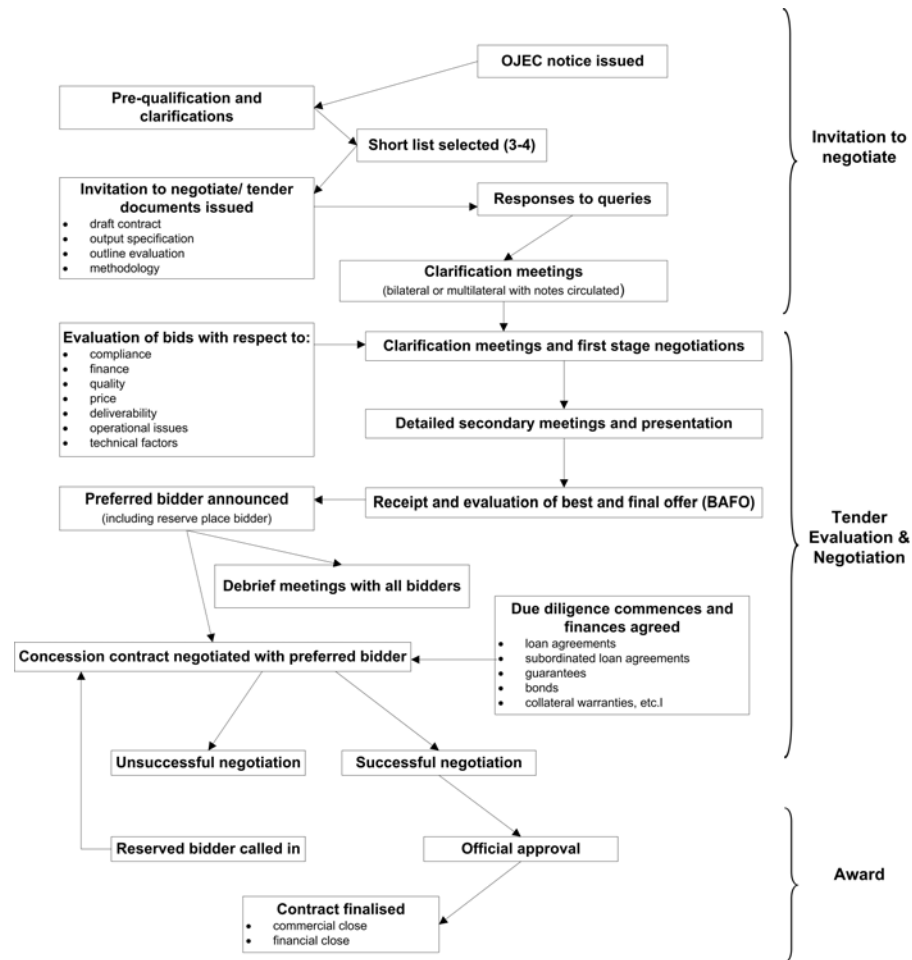 OJEC notice issued
Pre-qualification and
clarifications
Short list selected (3-4)
Invitation to
negotiate
Invitation to negotiate/ tender
documents issued
• draft contract
• output specification
• outline evaluation
• methodology
Responses to queries
Clarification meetings
(bilateral or multilateral with notes circulated)
Evaluation of bids with respect to:
• compliance
• finance
• quality
• price
• deliverability
• operational issues
• technical factors
Clarification meetings and first stage negotiations
Detailed secondary meetings and presentation
Receipt and evaluation of best and final offer (BAFO)
Preferred bidder announced
(including reserve place bidder)
Tender
Evaluation &
Negotiation
Debrief meetings with all bidders
Due diligence commences and
finances agreed
• loan agreements
• subordinated loan agreements
• guarantees
• bonds
• collateral warranties, etc.l
Concession contract negotiated with preferred bidder
Unsuccessful negotiation
Successful negotiation
Reserved bidder called in
Official approval
Award
Contract finalised
• commercial close
• financial close